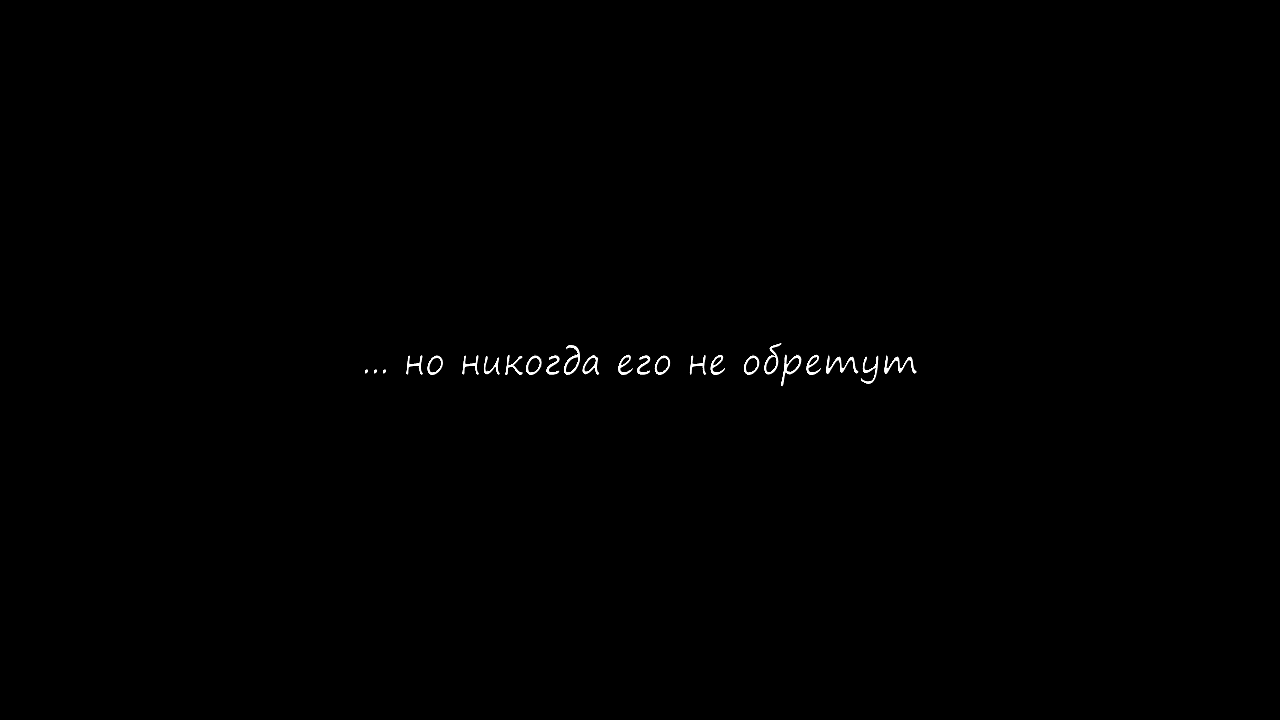 ... но никогда его не обретут